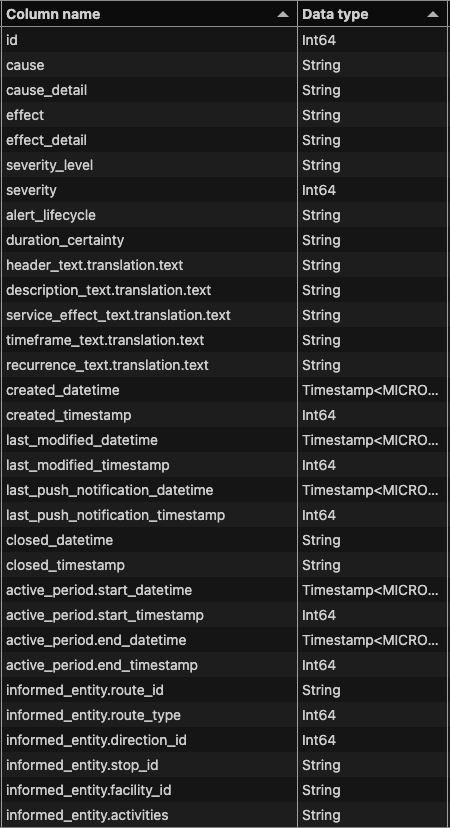 Column name Data type
id Int64
cause String
cause_detail String
effect String
effect_detail String
severity_level String
severity Int64
alert_lifecycle String
duration_certainty String
header_text.translation.text String
description_text.translation.text String
service_effect_text.translation.text String
timeframe_text.translation.text String
recurrence_text.translation.text String
created_datetime Timestamp<MICRO...
created_timestamp Int64
last_modified_datetime Timestamp<MICRO...
last_modified_timestamp Int64
last_push_notification_datetime Timestamp<MICRO...
last_push_notification_timestamp Int64
closed_datetime String
closed_timestamp String
active_period.start_datetime Timestamp<MICRO...
active_period.start_timestamp Int64
active_period.end_datetime Timestamp<MICRO...
active_period.end_timestamp Int64
informed_entity.route_id String
informed_entity.route_type Int64
informed_entity.direction_id Int64
informed_entity.stop_id String
informed_entity.facility_id String
informed_entity.activities String